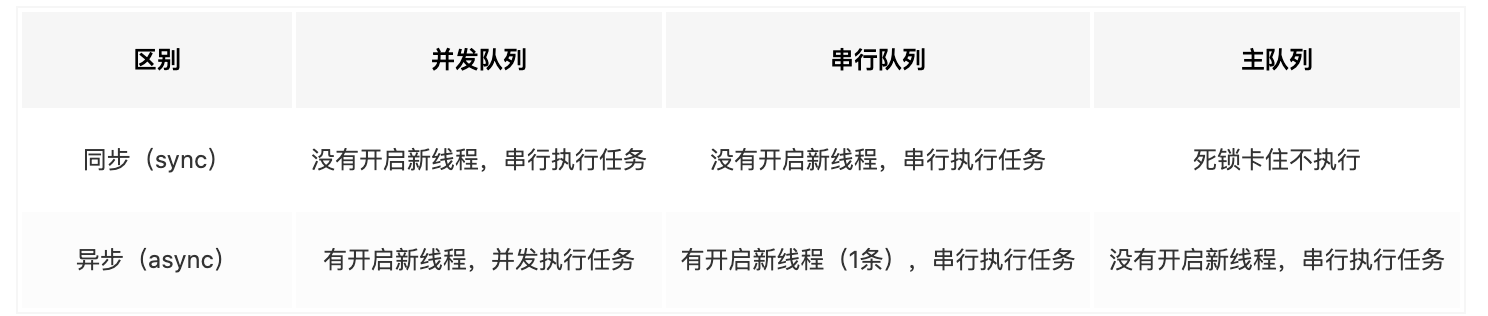 区别 并发队列 串行队列 主队列
同步（sync） 没有开启新线程，串行执行任务 没有开启新线程，串行执行任务 死锁卡住不执行
异步（async） 有开启新线程，并发执行任务 有开启新线程（1条），串行执行任务 没有开启新线程，串行执行任务